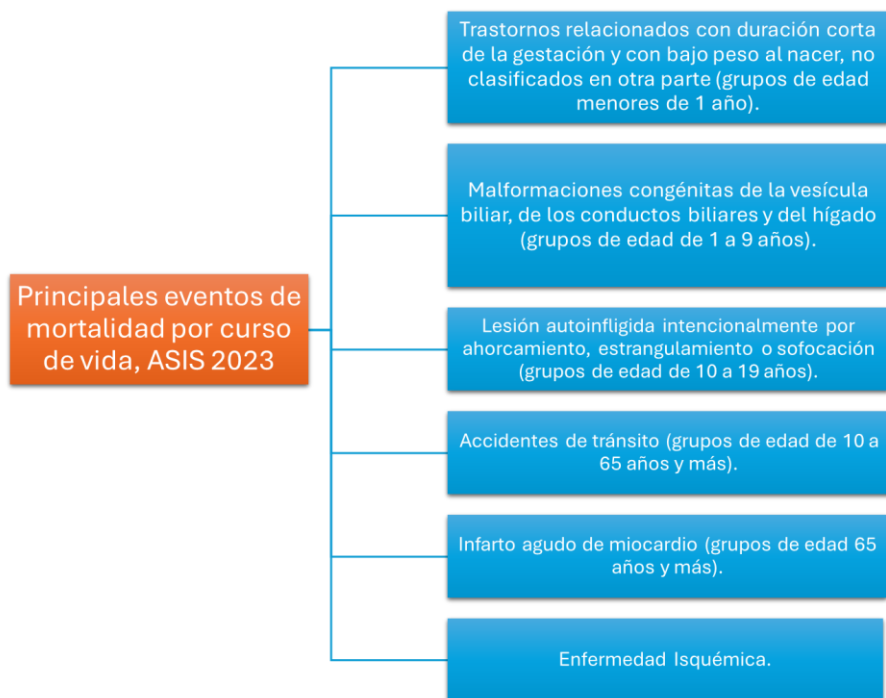 Principales eventos de
mortalidad por curso
de vida, ASIS 2023
Trastornos relacionados con duración corta
de la gestación y con bajo peso al nacer, no
clasificados en otra parte (grupos de edad
menores de 1 año).
Malformaciones congénitas de la vesícula
biliar, de los conductos biliares y del hígado
(grupos de edad de 1 a 9 años).
Lesión autoinfligida intencionalmente por
ahorcamiento, estrangulamiento o sofocación
(grupos de edad de 10 a 19 años).
Accidentes de tránsito (grupos de edad de 10 a
65 años y más).
Infarto agudo de miocardio (grupos de edad 65
años y más).
Enfermedad Isquémica.